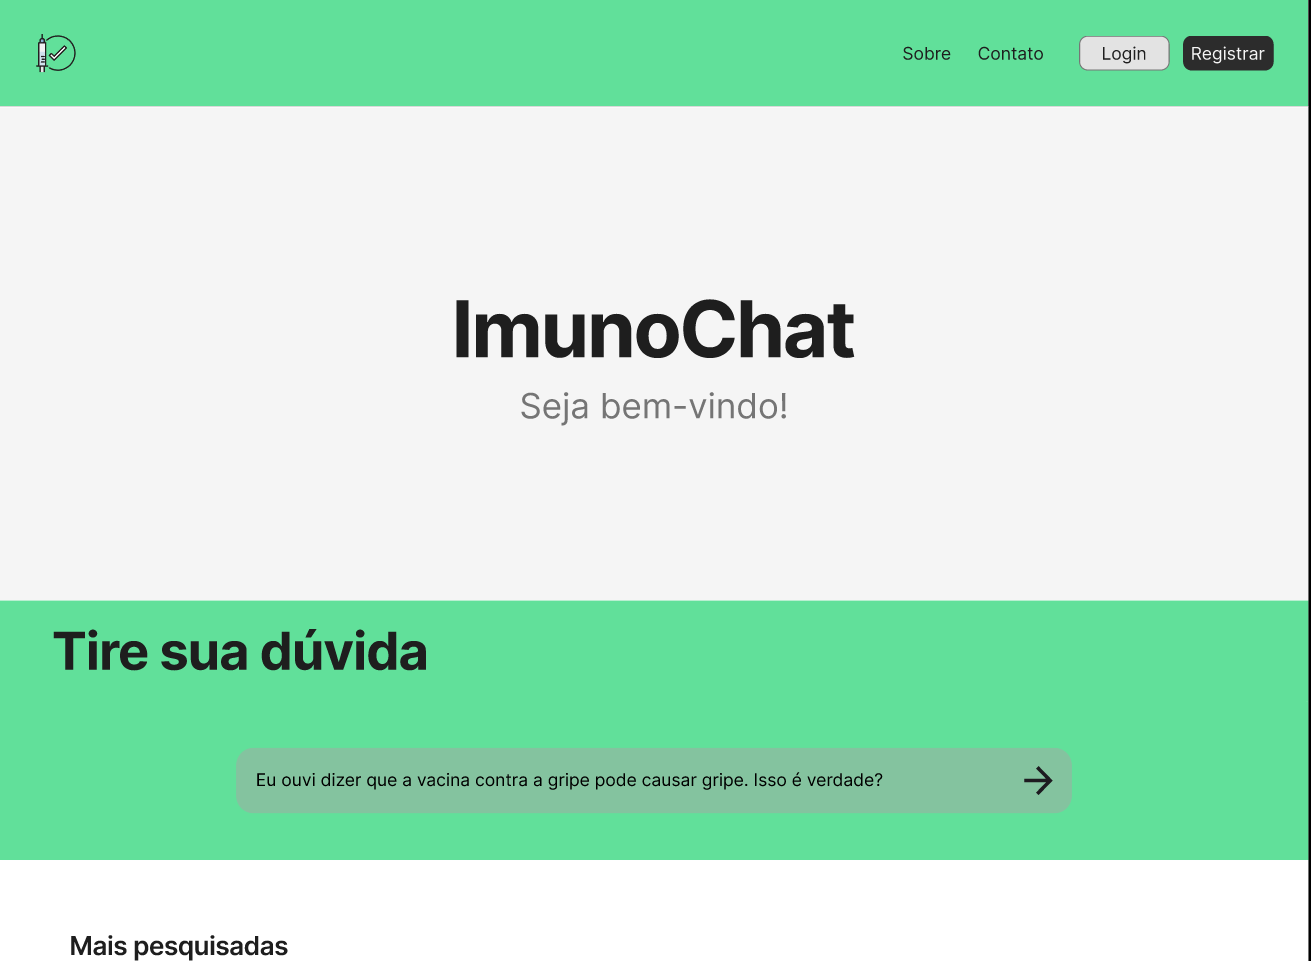 Sobre
Contato
Login
Registrar
ImunoChat
Seja bem-vindo!
Tire sua dúvida
Eu ouvi dizer que a vacina contra a gripe pode causar gripe. Isso é verdade?
Mais pesquisadas